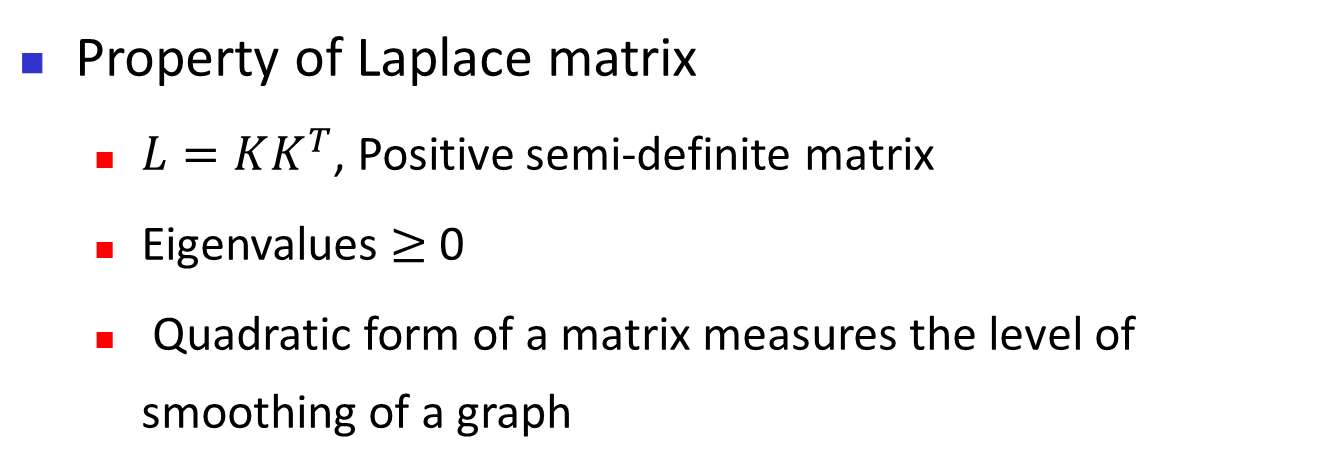 Property of Laplace matrix
L = KKᵀ, Positive semi-definite matrix
Eigenvalues ≥ 0
Quadratic form of a matrix measures the level of
smoothing of a graph